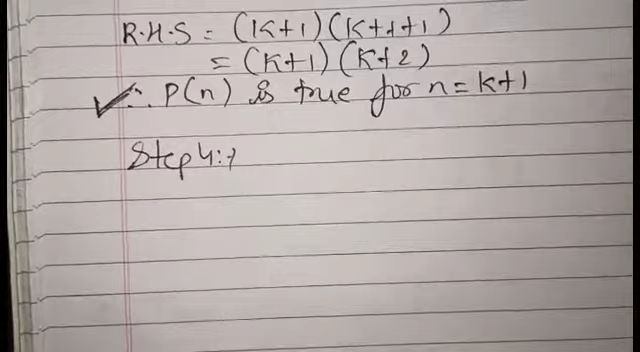 R.H.S = (K+1)(K+1+1)
= (K+1)(K+2)
∴ P(n) is true for n = K+1
Step 4:-